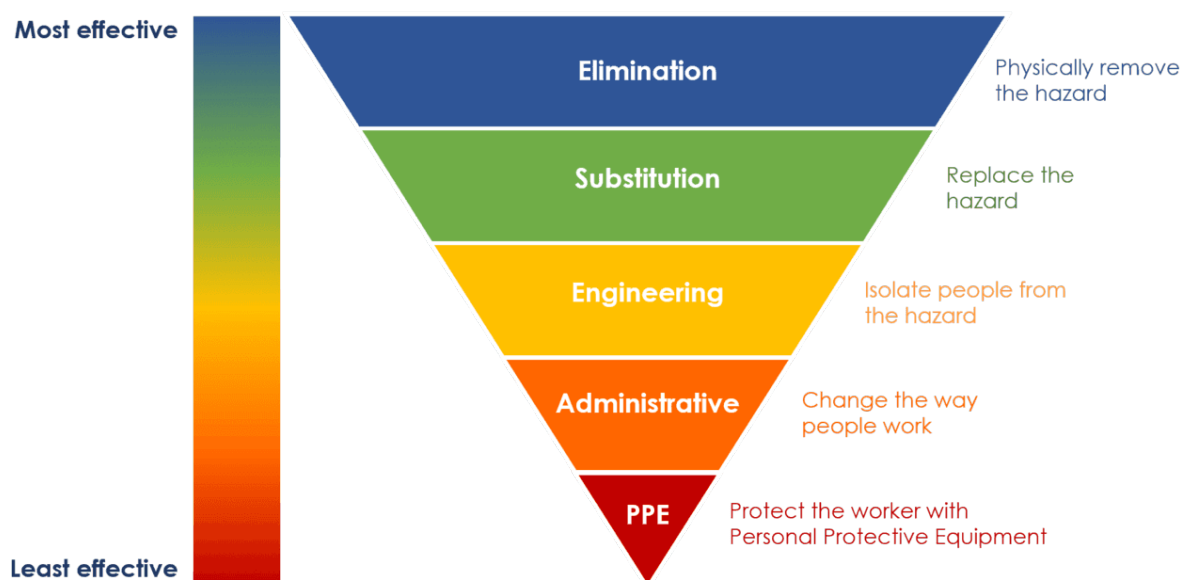 Most effective
Elimination
Physically remove
the hazard
Substitution
Replace the
hazard
Engineering
Isolate people from
the hazard
Administrative
Change the way
people work
PPE
Protect the worker with
Personal Protective Equipment
Least effective